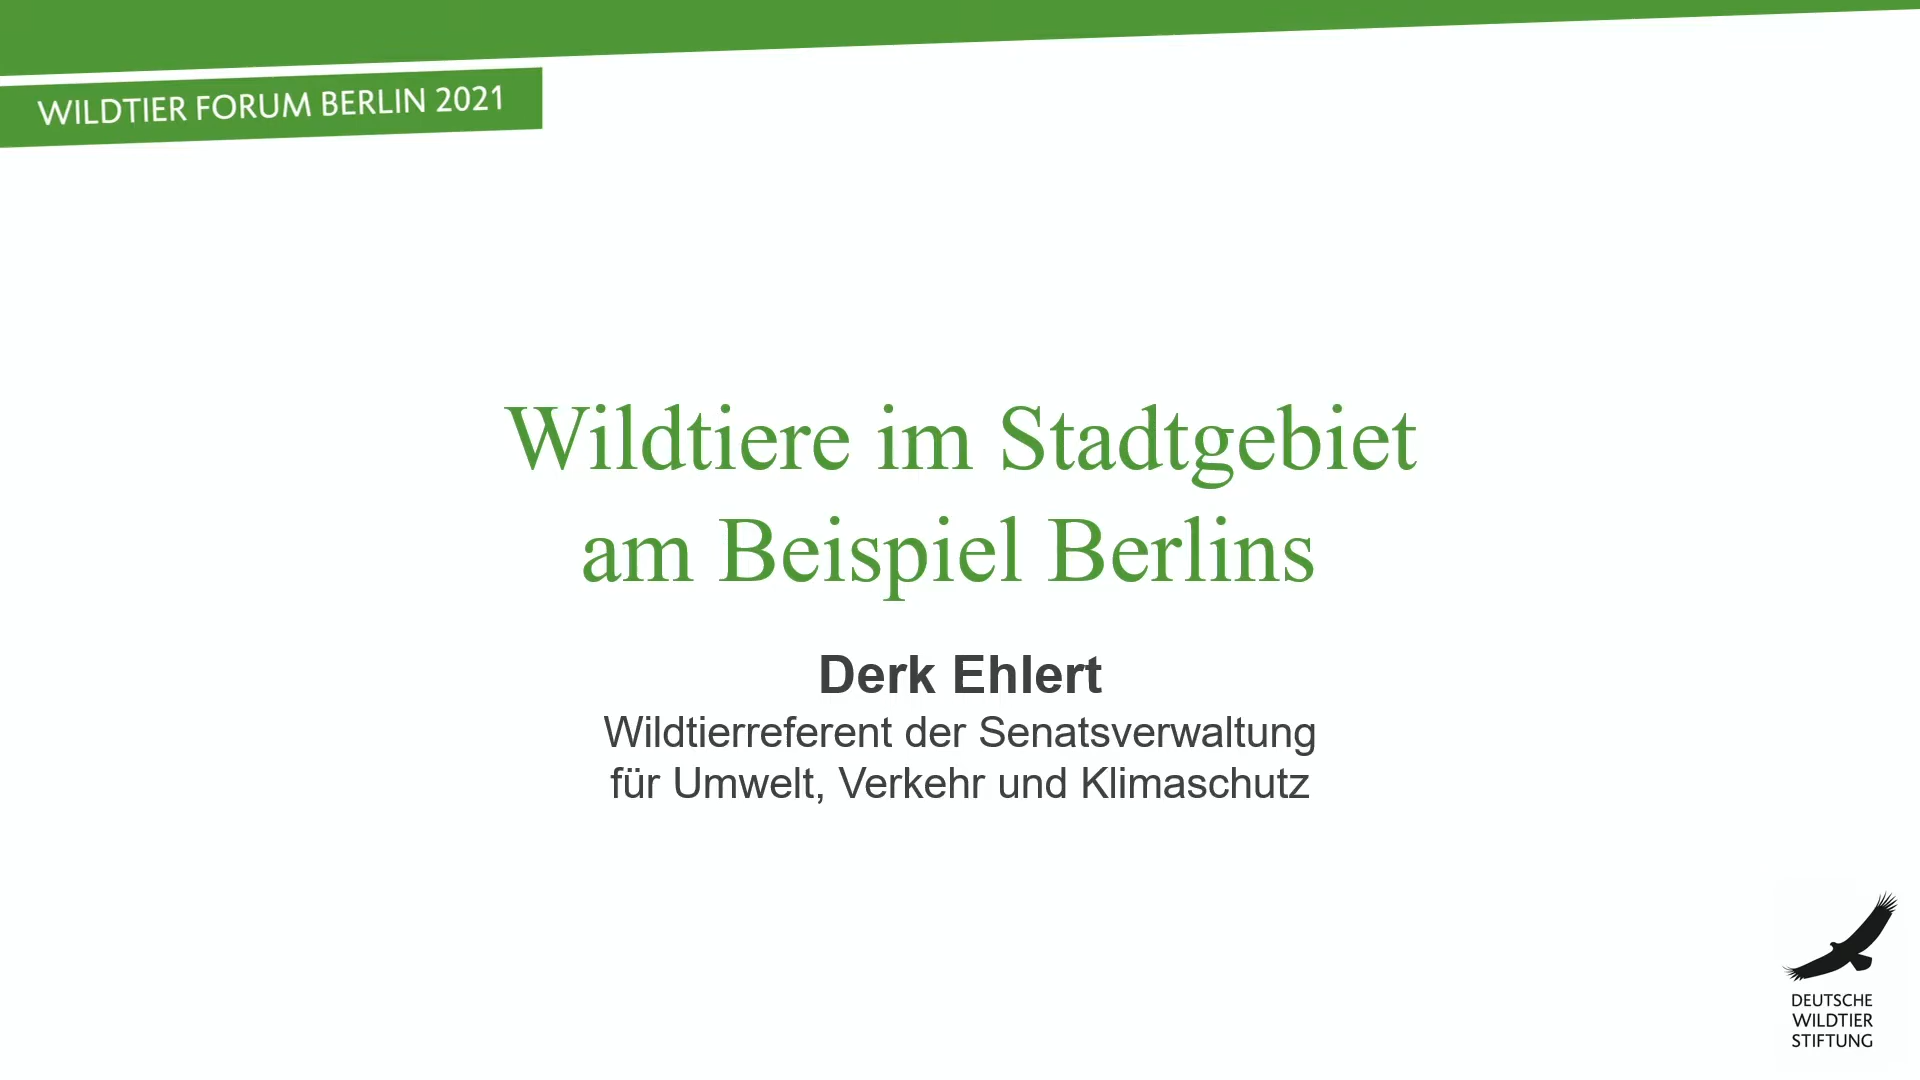 WILDTIER FORUM BERLIN 2021
Wildtiere im Stadtgebiet
am Beispiel Berlins
Derk Ehlert
Wildtierreferent der Senatsverwaltung
für Umwelt, Verkehr und Klimaschutz
DEUTSCHE
WILDTIER
STIFTUNG